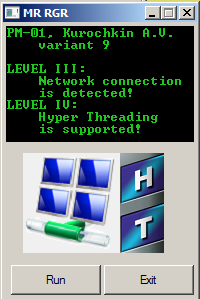 MR RGR
PM-01, Kurochkin A.V.
variant 9
LEVEL III:
Network connection
is detected!
LEVEL IV:
Hyper Threading
is supported!
H
T
Run
Exit